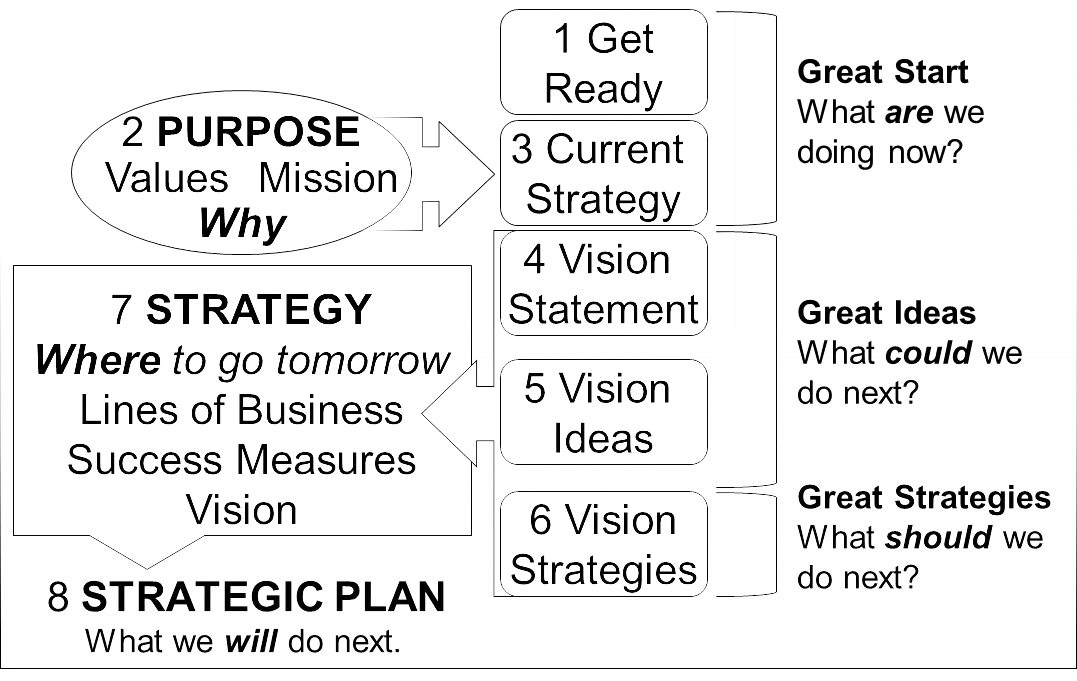 1 Get
Ready
2 PURPOSE
Values Mission
Why
3 Current
Strategy
Great Start
What are we
doing now?
4 Vision
Statement
5 Vision
Ideas
Great Ideas
What could we
do next?
6 Vision
Strategies
Great Strategies
What should we
do next?
7 STRATEGY
Where to go tomorrow
Lines of Business
Success Measures
Vision
8 STRATEGIC PLAN
What we will do next.